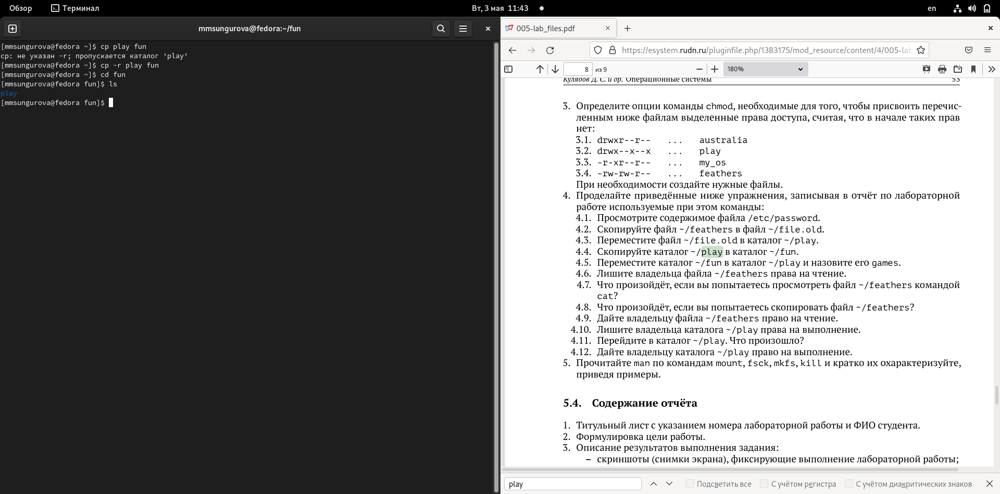 Обзор
Терминал
Вт, 3 мая 11:43
en
mmsungurova@fedora:~/fun
[mmsungurova@fedora ~]$ cp play fun
cp: не указан -r; пропускается каталог 'play'
[mmsungurova@fedora ~]$ cp -r play fun
[mmsungurova@fedora ~]$ cd fun
[mmsungurova@fedora fun]$ ls
play
[mmsungurova@fedora fun]$
005-lab_files.pdf
https://esystem.rudn.ru/pluginfile.php/1383175/mod_resource/content/4/005-lab
8 из 9
180%
Кулябов Д. С. и др. Операционные системы 53
3. Определите опции команды chmod, необходимые для того, чтобы присвоить перечис-
ленным ниже файлам выделенные права доступа, считая, что в начале таких прав
нет:
3.1. drwxr--r-- ... australia
3.2. drwx--x--x ... play
3.3. -r-xr--r-- ... my_os
3.4. -rw-rw-r-- ... feathers
При необходимости создайте нужные файлы.
4. Проделайте приведённые ниже упражнения, записывая в отчёт по лабораторной
работе используемые при этом команды:
4.1. Просмотрите содержимое файла /etc/password.
4.2. Скопируйте файл ~/feathers в файл ~/file.old.
4.3. Переместите файл ~/file.old в каталог ~/play.
4.4. Скопируйте каталог ~/play в каталог ~/fun.
4.5. Переместите каталог ~/fun в каталог ~/play и назовите его games.
4.6. Лишите владельца файла ~/feathers права на чтение.
4.7. Что произойдёт, если вы попытаетесь просмотреть файл ~/feathers командой
cat?
4.8. Что произойдёт, если вы попытаетесь скопировать файл ~/feathers?
4.9. Дайте владельцу файла ~/feathers право на чтение.
4.10. Лишите владельца каталога ~/play права на выполнение.
4.11. Перейдите в каталог ~/play. Что произошло?
4.12. Дайте владельцу каталога ~/play право на выполнение.
5. Прочитайте man по командам mount, fsck, mkfs, kill и кратко их охарактеризуйте,
приведя примеры.
5.4. Содержание отчёта
1. Титульный лист с указанием номера лабораторной работы и ФИО студента.
2. Формулировка цели работы.
3. Описание результатов выполнения задания:
– скриншоты (снимки экрана), фиксирующие выполнение лабораторной работы;
play
Подсветить все
С учётом регистра
С учётом диакритических знаков